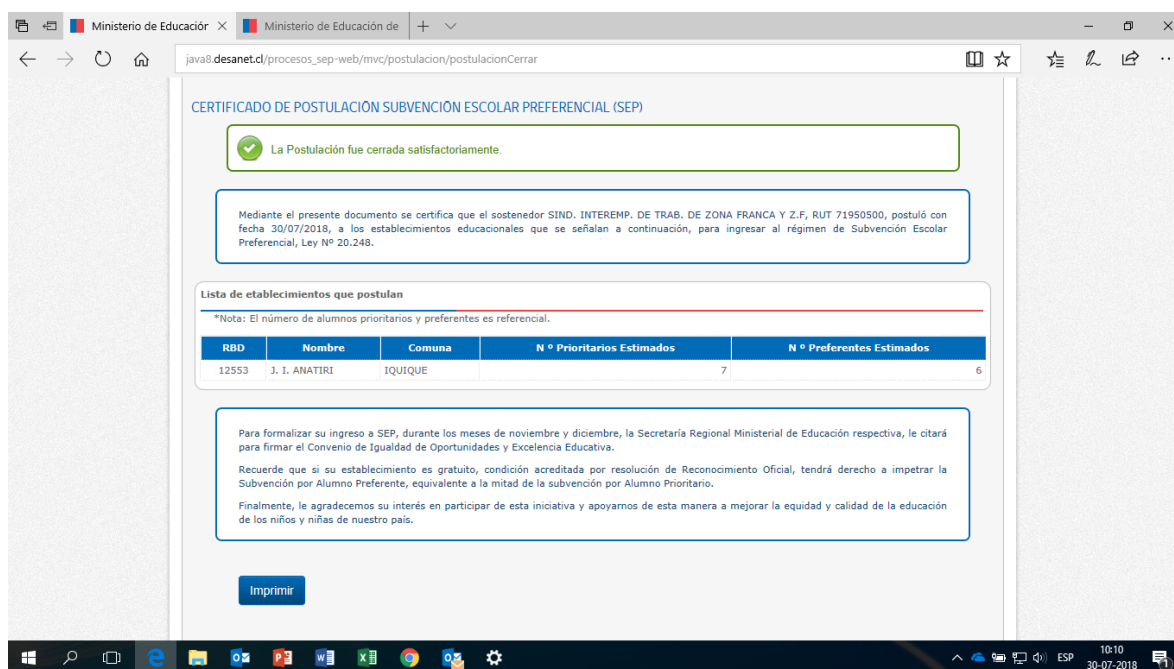 Ministerio de Educación
Ministerio de Educación de
java8.desanet.cl/procesos_sep-web/mvc/postulacion/postulacionCerrar
CERTIFICADO DE POSTULACIÓN SUBVENCIÓN ESCOLAR PREFERENCIAL (SEP)
La Postulación fue cerrada satisfactoriamente.
Mediante el presente documento se certifica que el sostenedor SIND. INTEREMP. DE TRAB. DE ZONA FRANCA Y Z.F, RUT 71950500, postuló con
fecha 30/07/2018, a los establecimientos educacionales que se señalan a continuación, para ingresar al régimen de Subvención Escolar
Preferencial, Ley Nº 20.248.
Lista de etablecimientos que postulan
*Nota: El número de alumnos prioritarios y preferentes es referencial.
RBD Nombre Comuna N º Prioritarios Estimados N º Preferentes Estimados
12553 J. I. ANATIRI IQUIQUE 7 6
Para formalizar su ingreso a SEP, durante los meses de noviembre y diciembre, la Secretaría Regional Ministerial de Educación respectiva, le citará
para firmar el Convenio de Igualdad de Oportunidades y Excelencia Educativa.
Recuerde que si su establecimiento es gratuito, condición acreditada por resolución de Reconocimiento Oficial, tendrá derecho a impetrar la
Subvención por Alumno Preferente, equivalente a la mitad de la subvención por Alumno Prioritario.
Finalmente, le agradecemos su interés en participar de esta iniciativa y apoyarnos de esta manera a mejorar la equidad y calidad de la educación
de los niños y niñas de nuestro país.
Imprimir
ESP
10:10
30-07-2018